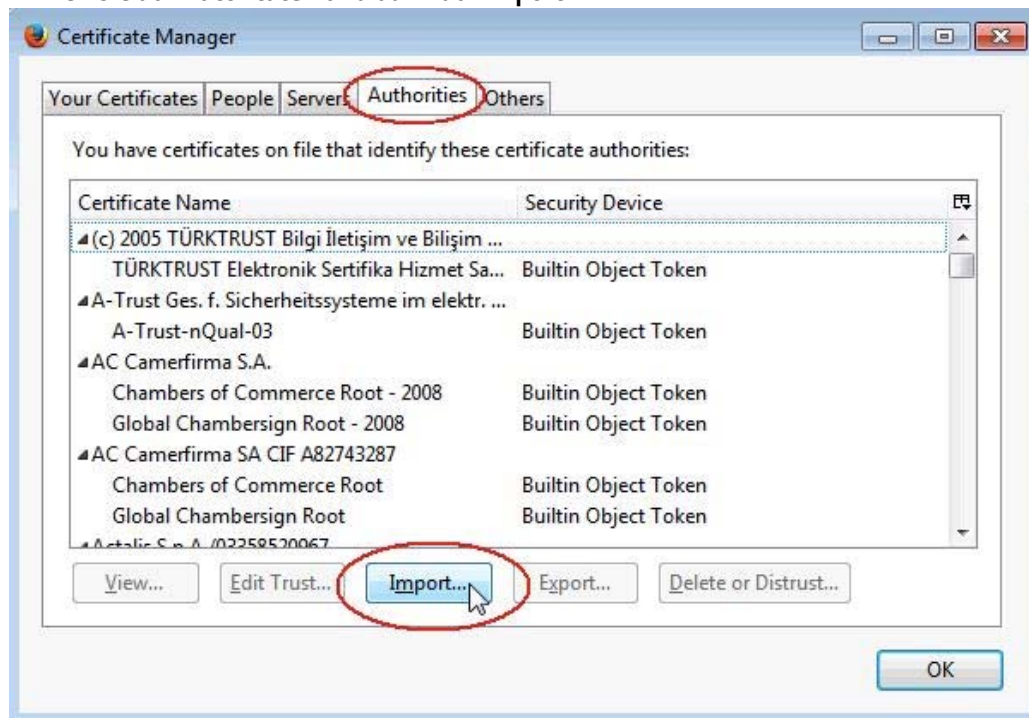 Certificate Manager
Your Certificates People Servers Authorities Others
You have certificates on file that identify these certificate authorities:
Certificate Name Security Device
(c) 2005 TÜRKTRUST Bilgi İletişim ve Bilişim ...
TÜRKTRUST Elektronik Sertifika Hizmet Sa... Builtin Object Token
A-Trust Ges. f. Sicherheitssysteme im elektr. ...
A-Trust-nQual-03 Builtin Object Token
AC Camerfirma S.A.
Chambers of Commerce Root - 2008 Builtin Object Token
Global Chambersign Root - 2008 Builtin Object Token
AC Camerfirma SA CIF A82743287
Chambers of Commerce Root Builtin Object Token
Global Chambersign Root Builtin Object Token
Actalis S.p.A./03358520967
View... Edit Trust... Import... Export... Delete or Distrust...
OK